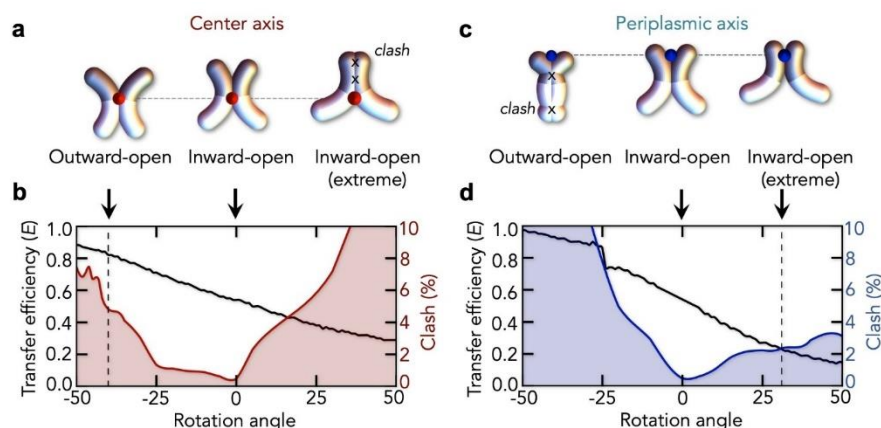 a
Center axis
clash
x
x
Outward-open
Inward-open
Inward-open
(extreme)
b
Transfer efficiency (E)
1.0
0.8
0.6
0.4
0.2
0.0
-50
-25
0
25
50
Rotation angle
10
8
6
4
2
0
Clash (%)
c
Periplasmic axis
x
clash
x
Outward-open
Inward-open
Inward-open
(extreme)
d
Transfer efficiency (E)
1.0
0.8
0.6
0.4
0.2
0.0
-50
-25
0
25
50
Rotation angle
10
8
6
4
2
0
Clash (%)